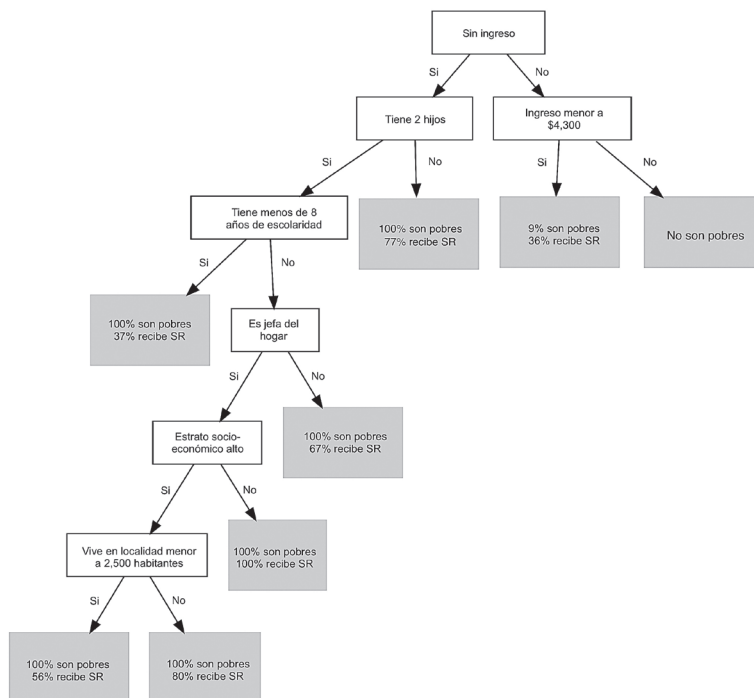 Sin ingreso
Si
No
Tiene 2 hijos
Ingreso menor a
$4,300
Si
No
Si
No
Tiene menos de 8
años de escolaridad
100% son pobres
77% recibe SR
9% son pobres
36% recibe SR
No son pobres
Si
No
100% son pobres
37% recibe SR
Es jefa del
hogar
Si
No
Estrato socio-
económico alto
100% son pobres
67% recibe SR
Si
No
Vive en localidad menor
a 2,500 habitantes
100% son pobres
100% recibe SR
Si
No
100% son pobres
56% recibe SR
100% son pobres
80% recibe SR